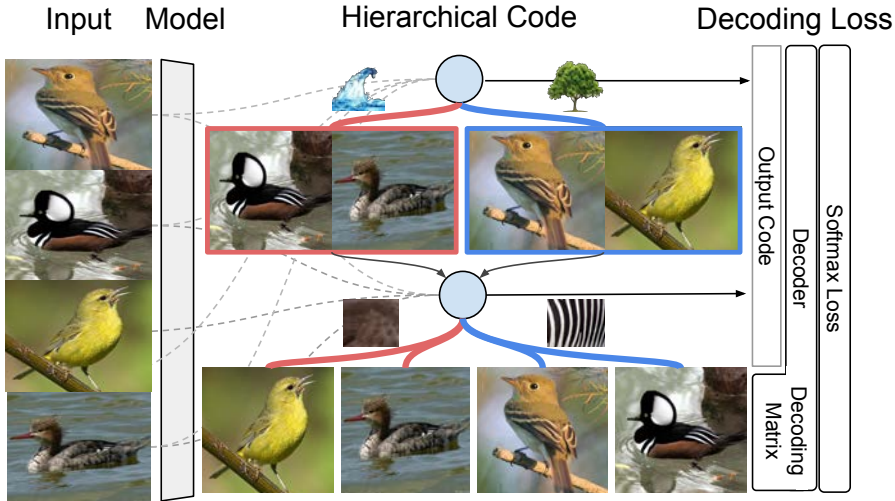 Input
Model
Hierarchical Code
Decoding Loss
Output Code
Decoder
Softmax Loss
Decoding
Matrix